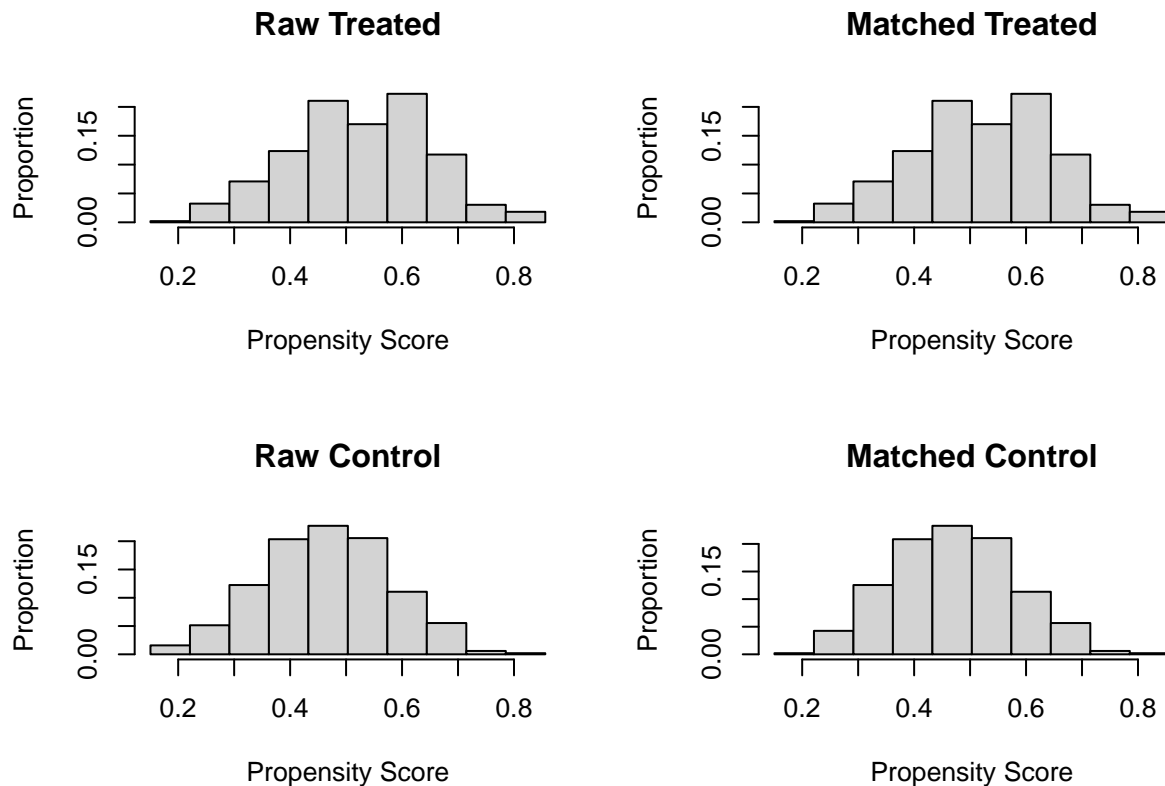 Raw Treated
Proportion
0.00 0.15
0.2 0.4 0.6 0.8
Propensity Score
Matched Treated
Proportion
0.00 0.15
0.2 0.4 0.6 0.8
Propensity Score
Raw Control
Proportion
0.00 0.15
0.2 0.4 0.6 0.8
Propensity Score
Matched Control
Proportion
0.00 0.15
0.2 0.4 0.6 0.8
Propensity Score